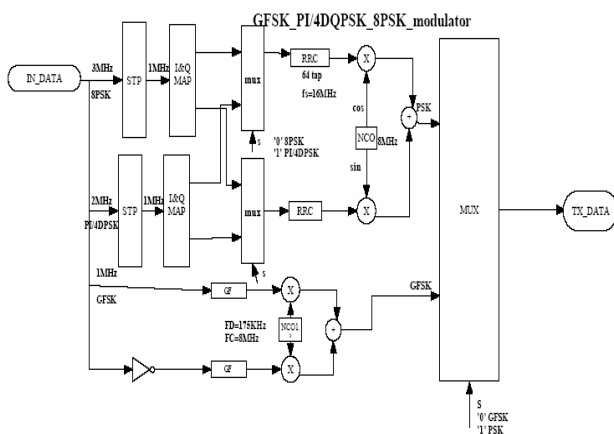 GFSK_PI/4DQPSK_8PSK_modulator
IN_DATA
3MHz
8PSK
STP
1MHz
I&Q
MAP
mux
RRC
64 tap
fs=16MHz
X
cos
NCO
8MHz
sin
PSK
+
s
'0' 8PSK
'1' PI/4DPSK
2MHz
PI/4DPSK
STP
1MHz
I&Q
MAP
mux
RRC
X
s
MUX
TX_DATA
1MHz
GFSK
GF
X
FD=175KHz
FC=8MHz
NCO1
+
GFSK
GF
X
S
'0' GFSK
'1' PSK